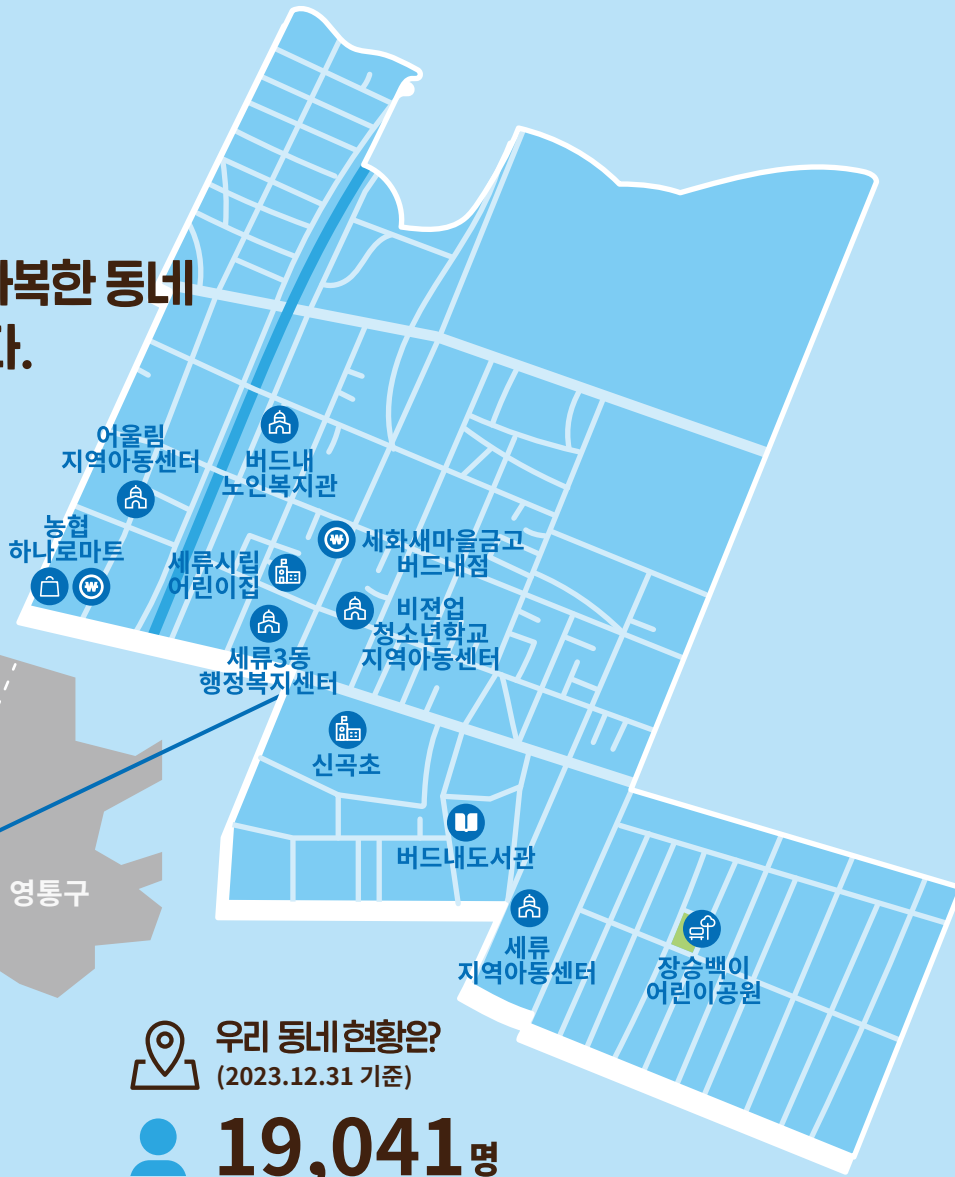 화복한 동네
다.
어울림
지역아동센터
버드내
노인복지관
농협
하나로마트
세화새마을금고
버드내점
세류시립
어린이집
비젼업
청소년학교
지역아동센터
세류3동
행정복지센터
신곡초
버드내도서관
영통구
세류
지역아동센터
장승백이
어린이공원
우리 동네 현황은?
(2023.12.31 기준)
19,041명